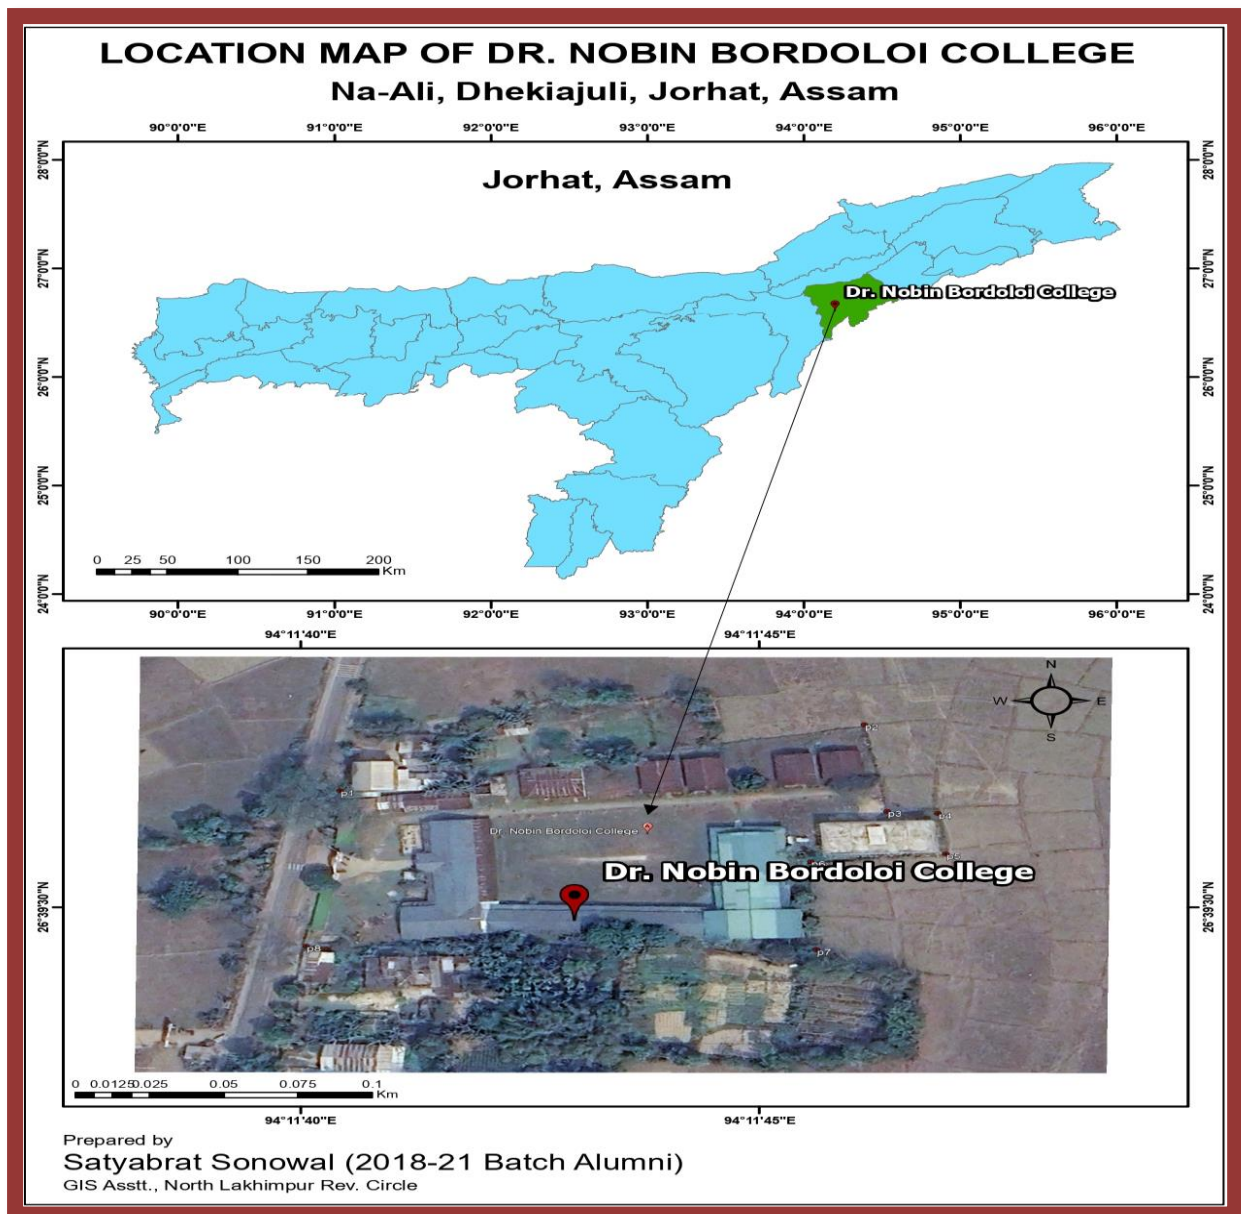 LOCATION MAP OF DR. NOBIN BORDOLOI COLLEGE
Na-Ali, Dhekiajuli, Jorhat, Assam
90°0'0"E 91°0'0"E 92°0'0"E 93°0'0"E 94°0'0"E 95°0'0"E 96°0'0"E
Jorhat, Assam
28°0'0"N 28°0'0"N
27°0'0"N 27°0'0"N
Dr. Nobin Bordoloi College
26°0'0"N 26°0'0"N
25°0'0"N 25°0'0"N
0 25 50 100 150 200
Km
24°0'0"N 24°0'0"N
90°0'0"E 91°0'0"E 92°0'0"E 93°0'0"E 94°0'0"E 95°0'0"E 96°0'0"E
94°11'40"E 94°11'45"E
N
W E
S
p2
p1
p3 p4
Dr. Nobin Bordoloi College
p5
p6
Dr. Nobin Bordoloi College
26°39'30"N 26°39'30"N
p8 p7
0 0.0125 0.025 0.05 0.075 0.1
Km
94°11'40"E 94°11'45"E
Prepared by
Satyabrat Sonowal (2018-21 Batch Alumni)
GIS Asstt., North Lakhimpur Rev. Circle